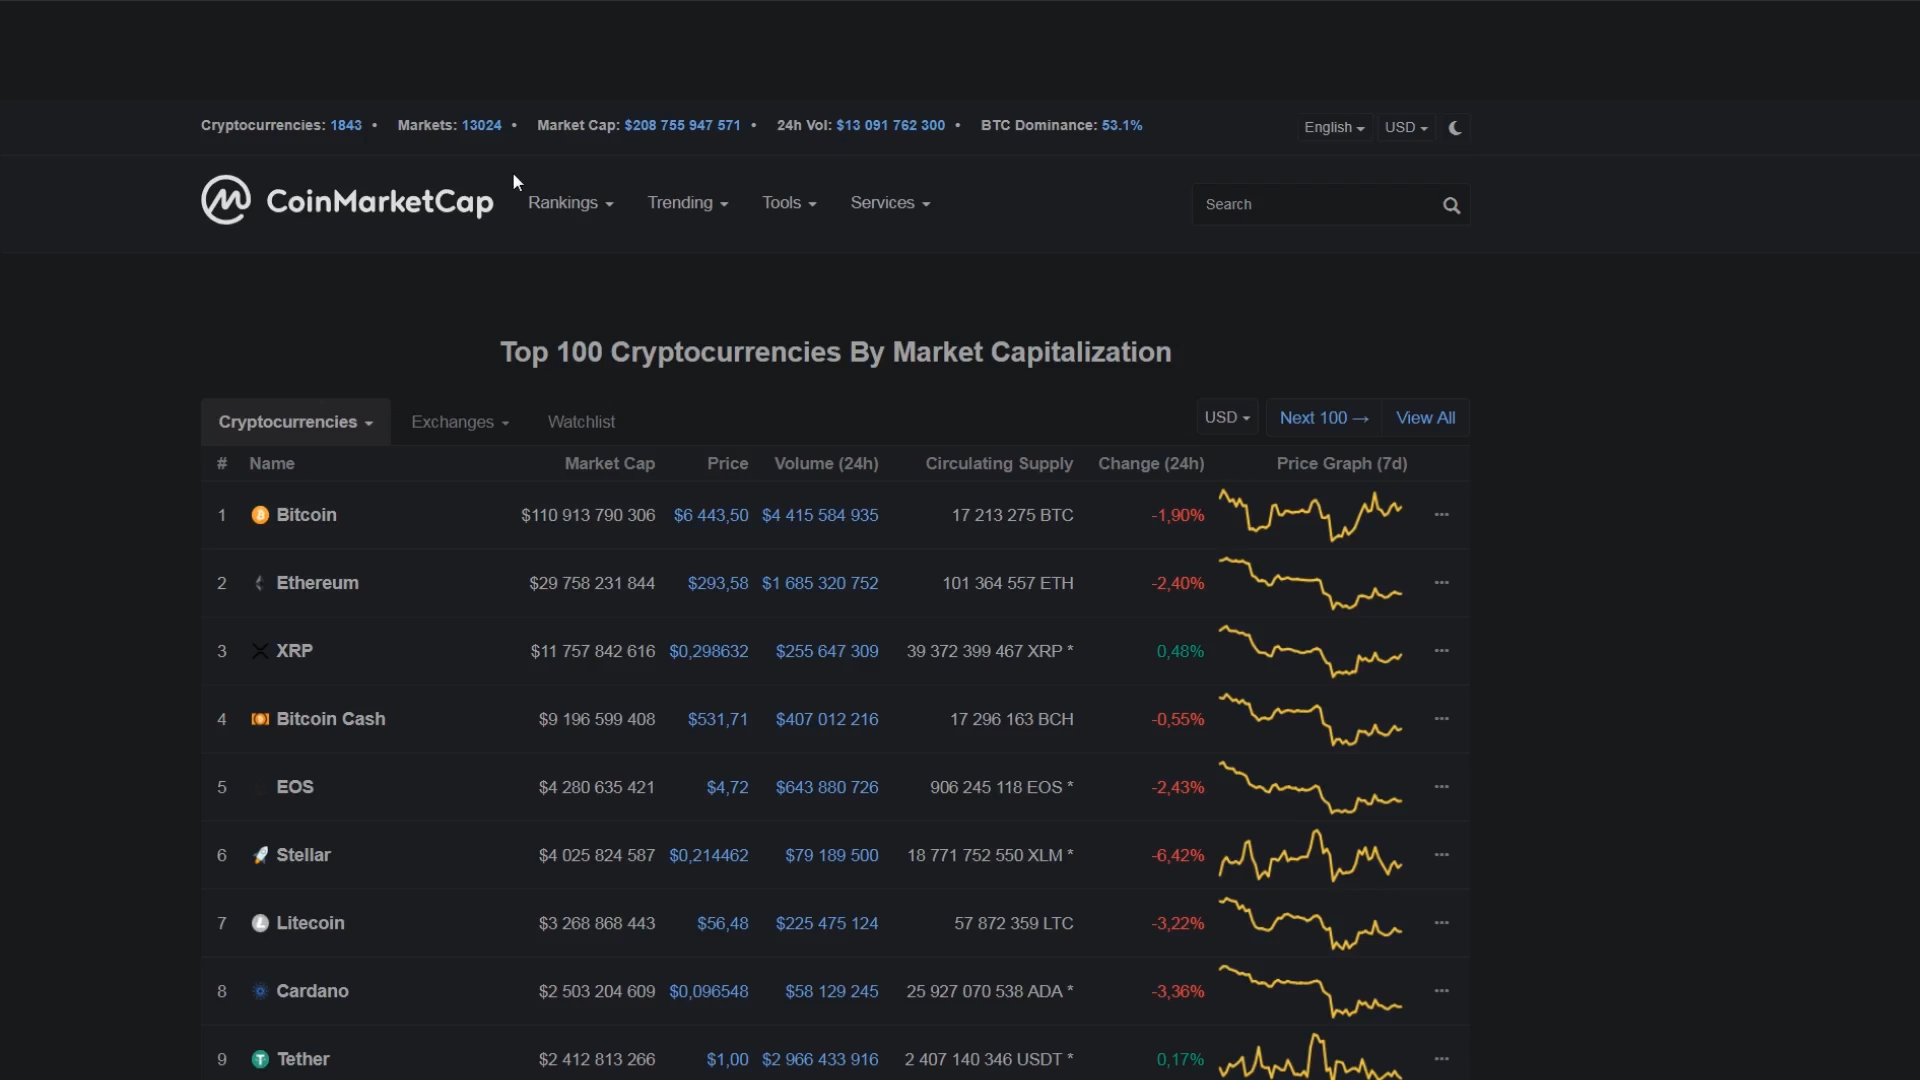 Cryptocurrencies: 1843 • Markets: 13024 • Market Cap: $208 755 947 571 • 24h Vol: $13 091 762 300 • BTC Dominance: 53.1% English USD
CoinMarketCap Rankings Trending Tools Services Search
Top 100 Cryptocurrencies By Market Capitalization
Cryptocurrencies Exchanges Watchlist USD Next 100 → View All
# Name Market Cap Price Volume (24h) Circulating Supply Change (24h) Price Graph (7d)
1 Bitcoin $110 913 790 306 $6 443,50 $4 415 584 935 17 213 275 BTC -1,90%
2 Ethereum $29 758 231 844 $293,58 $1 685 320 752 101 364 557 ETH -2,40%
3 XRP $11 757 842 616 $0,298632 $255 647 309 39 372 399 467 XRP * 0,48%
4 Bitcoin Cash $9 196 599 408 $531,71 $407 012 216 17 296 163 BCH -0,55%
5 EOS $4 280 635 421 $4,72 $643 880 726 906 245 118 EOS * -2,43%
6 Stellar $4 025 824 587 $0,214462 $79 189 500 18 771 752 550 XLM * -6,42%
7 Litecoin $3 268 868 443 $56,48 $225 475 124 57 872 359 LTC -3,22%
8 Cardano $2 503 204 609 $0,096548 $58 129 245 25 927 070 538 ADA * -3,36%
9 Tether $2 412 813 266 $1,00 $2 966 433 916 2 407 140 346 USDT * 0,17%